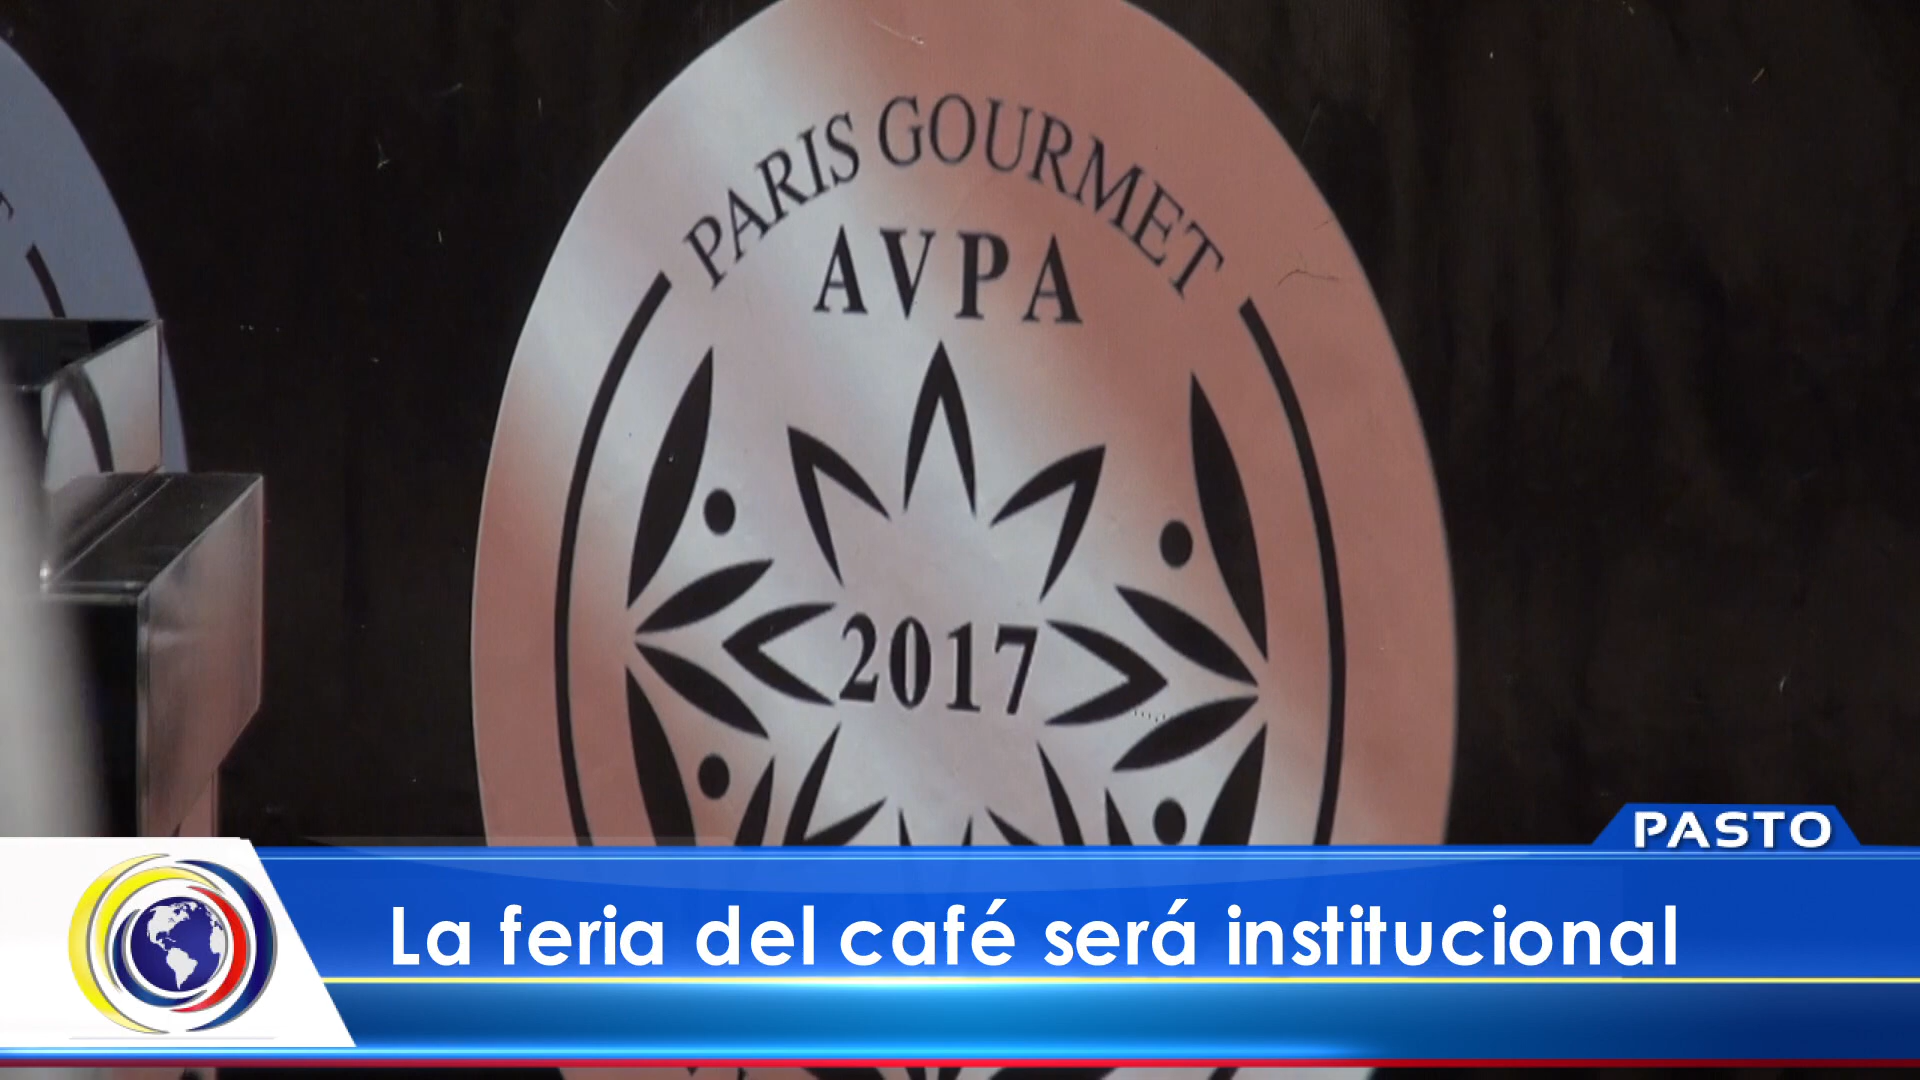 PARIS GOURMET
AVPA
2017
PASTO
La feria del café será institucional